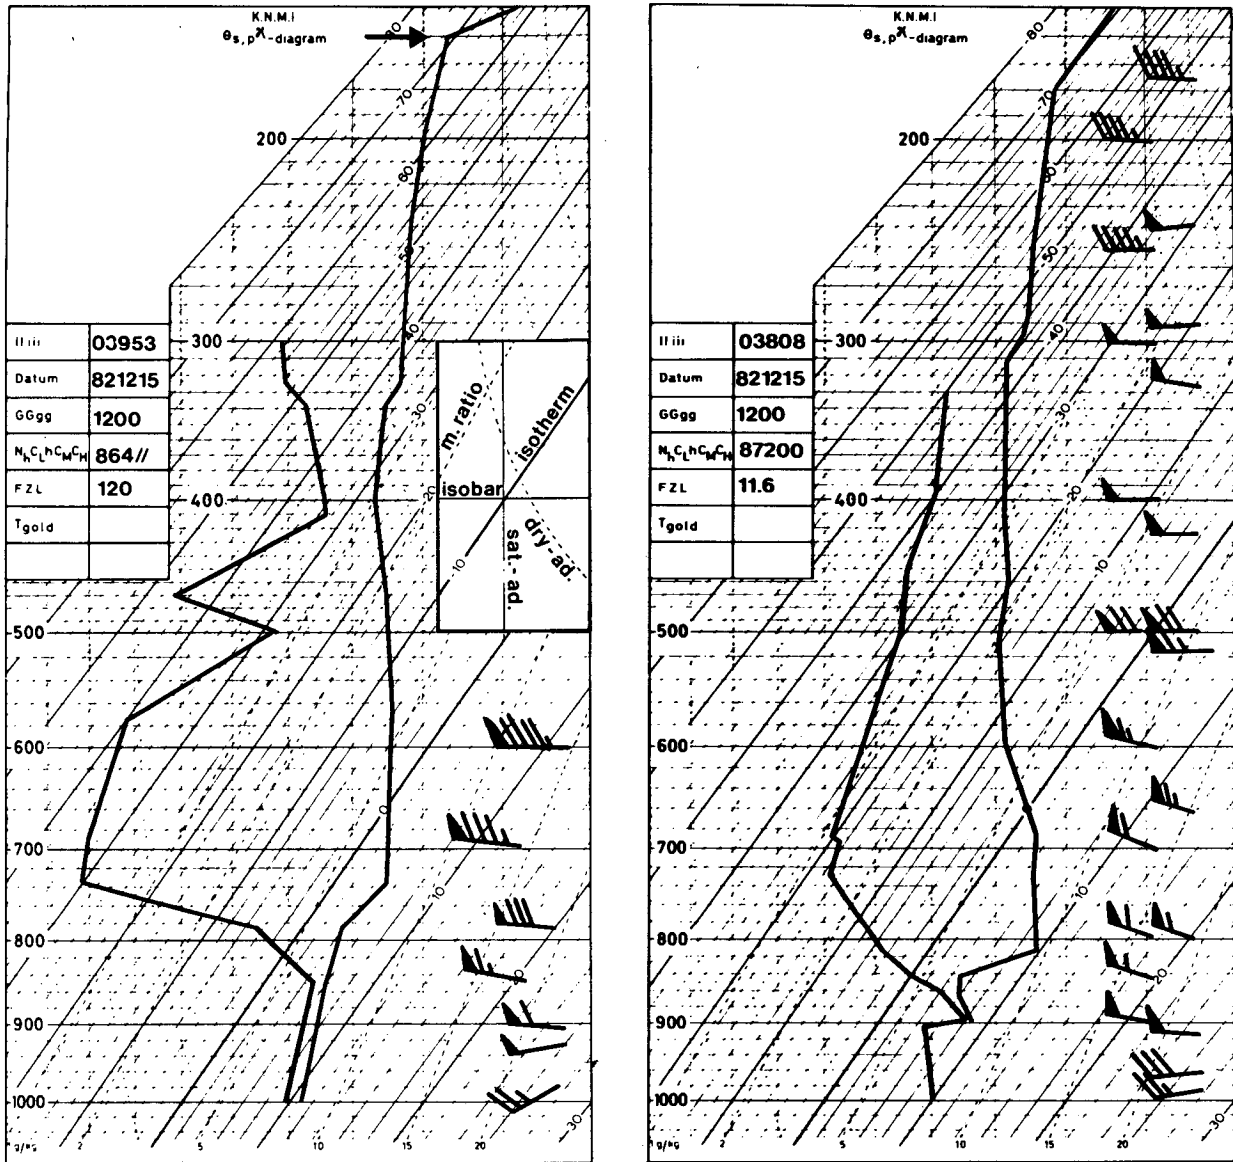 K.N.M.I
θs,pˣ-diagram
-80
-70
200
-60
-50
40
IIiii 03953
300
Datum 821215
GGgg 1200
NhCLhCMCH 864//
FZL 120
Tgold
m. ratio
isotherm
isobar
sat.-ad.
dry-ad.
-30
-20
400
10
500
600
0
700
10
800
20
900
1000
30
g/kg 2 5 10 15 20
K.N.M.I
θs,pˣ-diagram
-80
-70
200
-60
-50
40
IIiii 03808
300
Datum 821215
GGgg 1200
NhCLhCMCH 87200
FZL 11.6
Tgold
-30
-20
400
-10
500
600
0
700
10
800
20
900
1000
30
g/kg 5 10 15 20